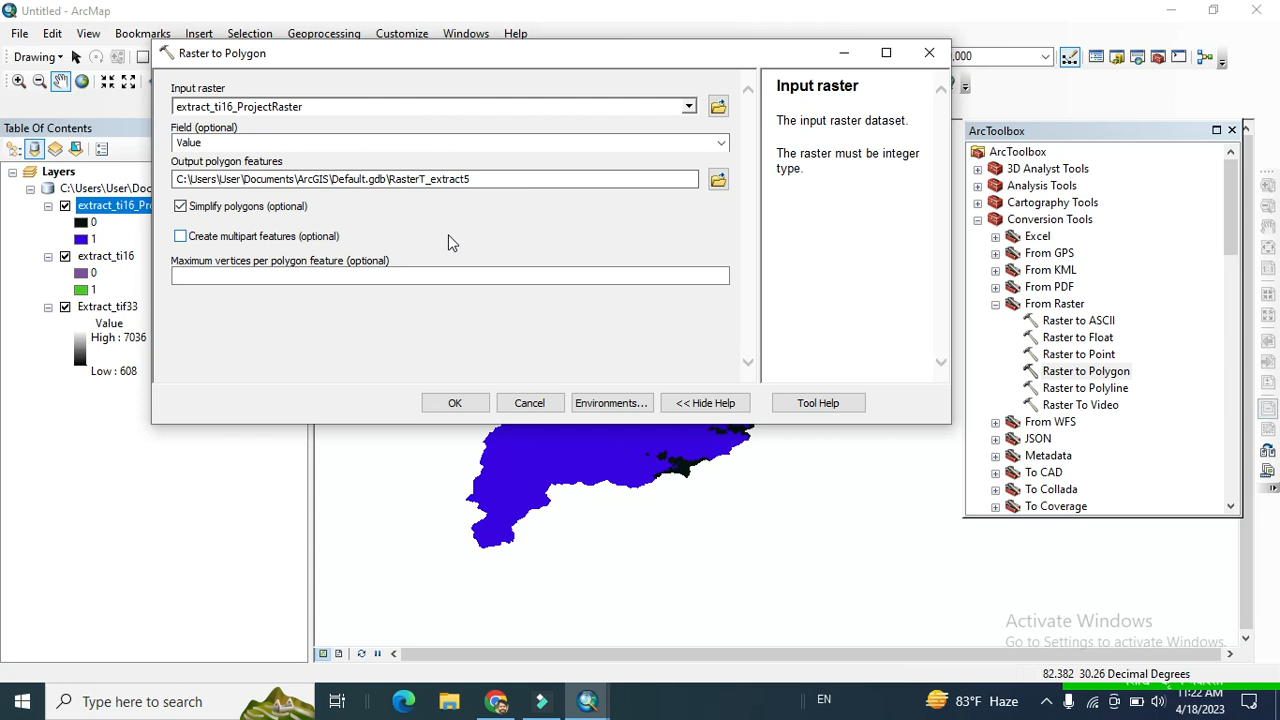 Untitled - ArcMap
File Edit View Bookmarks Insert Selection Geoprocessing Customize Windows Help
Drawing
,000
Raster to Polygon
Input raster
extract_ti16_ProjectRaster
Field (optional)
Value
Output polygon features
C:\Users\User\Documents\ArcGIS\Default.gdb\RasterT_extract5
Simplify polygons (optional)
Create multipart features (optional)
Maximum vertices per polygon feature (optional)
OK
Cancel
Environments...
<< Hide Help
Tool Help
Input raster
The input raster dataset.
The raster must be integer
type.
Table Of Contents
Layers
C:\Users\User\Doc
extract_ti16_Pr
0
1
extract_ti16
0
1
Extract_tif33
Value
High : 7036
Low : 608
ArcToolbox
ArcToolbox
3D Analyst Tools
Analysis Tools
Cartography Tools
Conversion Tools
Excel
From GPS
From KML
From PDF
From Raster
Raster to ASCII
Raster to Float
Raster to Point
Raster to Polygon
Raster to Polyline
Raster To Video
From WFS
JSON
Metadata
To CAD
To Collada
To Coverage
Activate Windows
Go to Settings to activate Windows.
82.382 30.26 Decimal Degrees
Type here to search
EN
83°F Haze
11:22 AM
4/18/2023